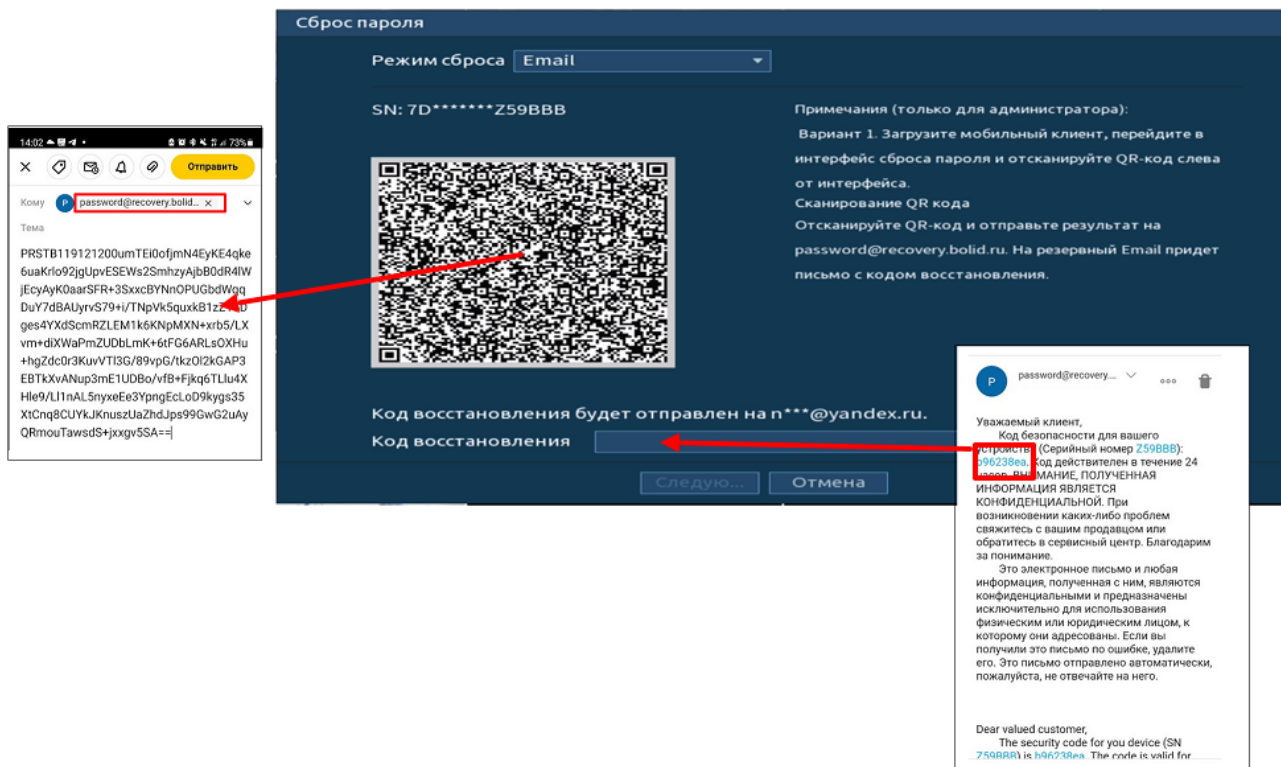 Сброс пароля
Режим сброса
Email
SN: 7D*******Z59BBB
Примечания (только для администратора):
Вариант 1. Загрузите мобильный клиент, перейдите в
интерфейс сброса пароля и отсканируйте QR-код слева
от интерфейса.
Сканирование QR кода
Отсканируйте QR-код и отправьте результат на
password@recovery.bolid.ru. На резервный Email придет
письмо с кодом восстановления.
Код восстановления будет отправлен на n***@yandex.ru.
Код восстановления
Следую...
Отмена
14:02
73%
Отправить
Кому
P
password@recovery.bolid...
Тема
PRSTB119121200umTEi0ofjmN4EyKE4qke
6uaKrlo92jgUpvESEWs2SmhzyAjbB0dR4lW
jEcyAyK0aarSFR+3SxxcBYNnOPUGbdWgq
DuY7dBAUyrvS79+i/TNpVk5quxkB1zZ
ges4YXdScmRZLEM1k6KNpMXN+xrb5/LX
vm+diXWaPmZUDbLmK+6tFG6ARLsOXHu
+hgZdc0r3KuvVTl3G/89vpG/tkzOl2kGAP3
EBTkXvANup3mE1UDBo/vfB+Fjkq6TLlu4X
Hle9/Ll1nAL5nyxeEe3YpngEcLoD9kygs35
XtCnq8CUYkJKnuszUaZhdJps99GwG2uAy
QRmouTawsdS+jxxgv5SA==
P
password@recovery....
Уважаемый клиент,
Код безопасности для вашего
устройства (Серийный номер Z59BBB):
b96238ea. Код действителен в течение 24
часов. ВНИМАНИЕ, ПОЛУЧЕННАЯ
ИНФОРМАЦИЯ ЯВЛЯЕТСЯ
КОНФИДЕНЦИАЛЬНОЙ. При
возникновении каких-либо проблем
свяжитесь с вашим продавцом или
обратитесь в сервисный центр. Благодарим
за понимание.
Это электронное письмо и любая
информация, полученная с ним, являются
конфиденциальными и предназначены
исключительно для использования
физическим или юридическим лицом, к
которому они адресованы. Если вы
получили это письмо по ошибке, удалите
его. Это письмо отправлено автоматически,
пожалуйста, не отвечайте на него.
Dear valued customer,
The security code for you device (SN
Z59BBB) is b96238ea. The code is valid for